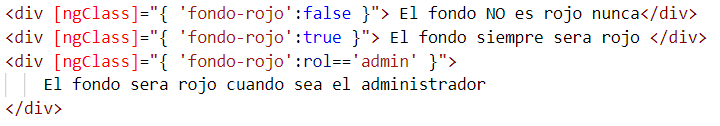 <div [ngClass]="{ 'fondo-rojo':false }"> El fondo NO es rojo nunca</div>
<div [ngClass]="{ 'fondo-rojo':true }"> El fondo siempre sera rojo </div>
<div [ngClass]="{ 'fondo-rojo':rol=='admin' }">
    El fondo sera rojo cuando sea el administrador
</div>